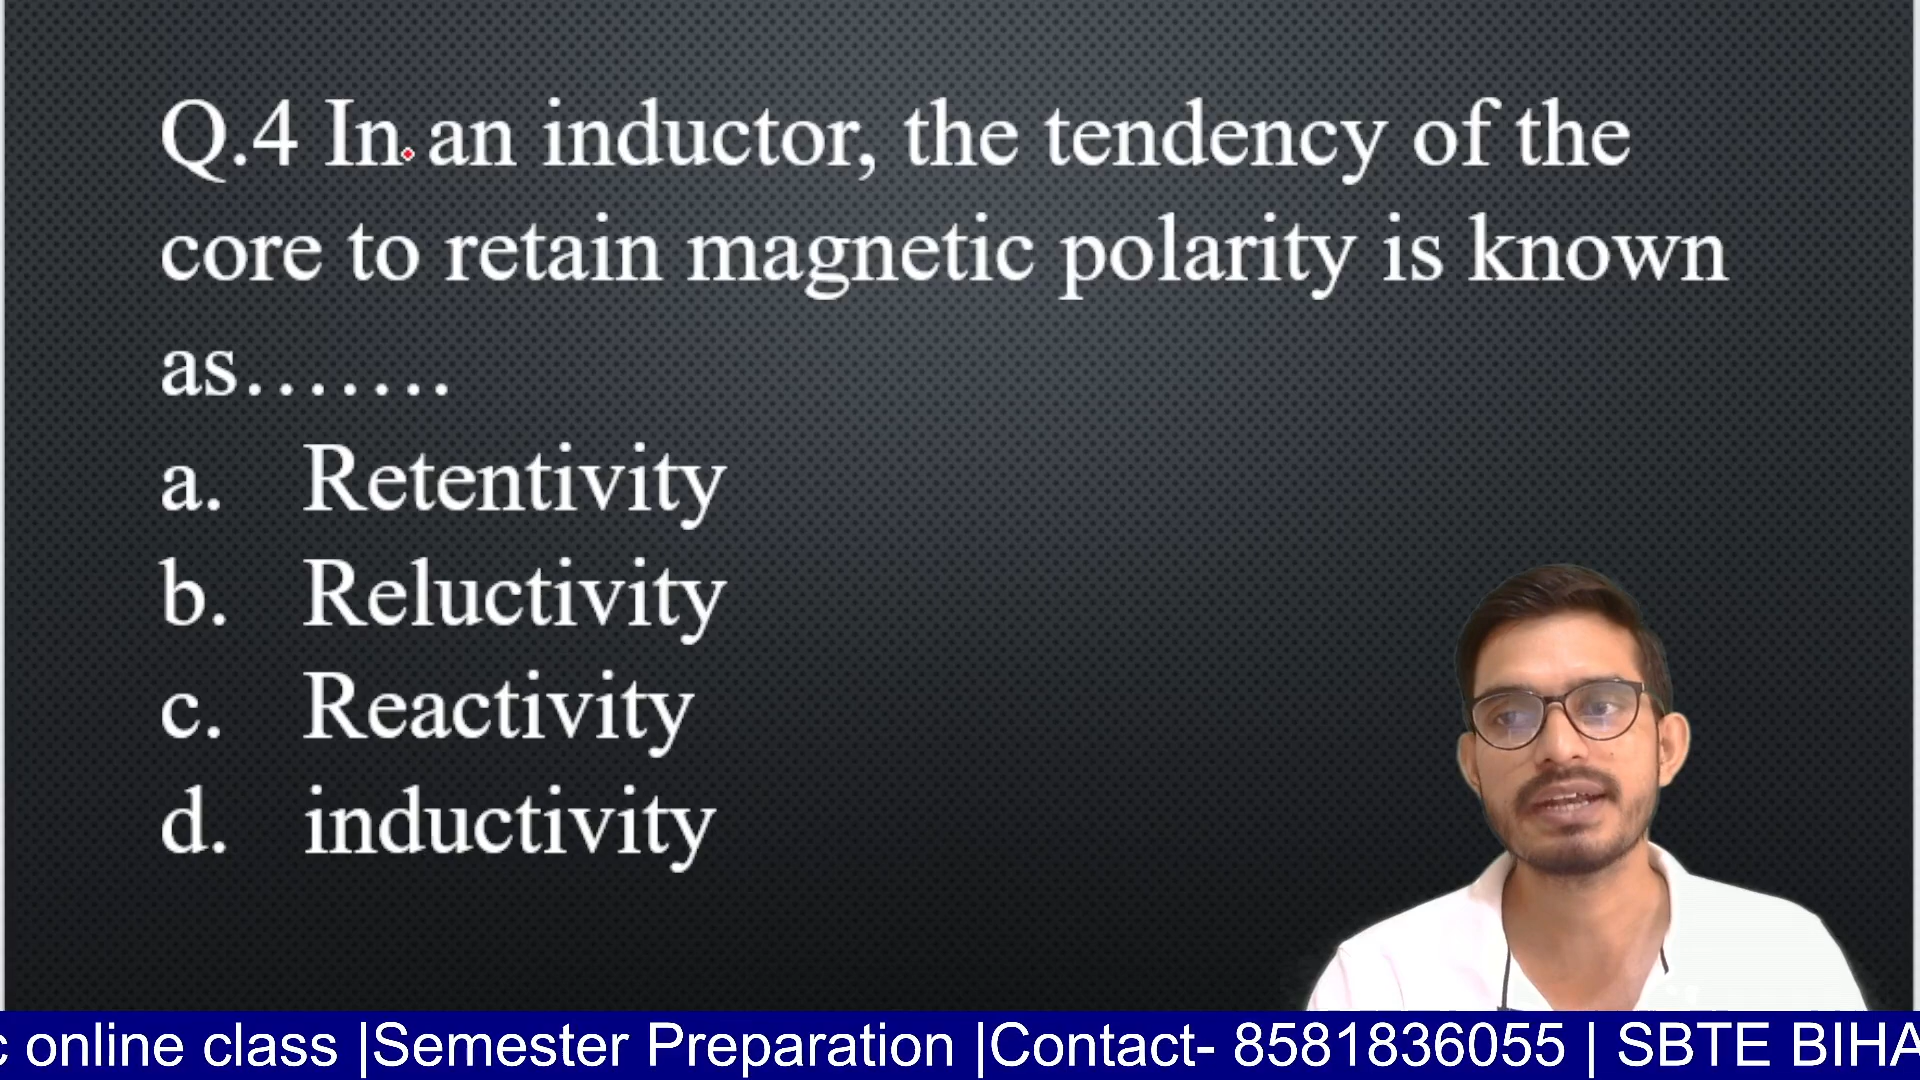 Q.4 In an inductor, the tendency of the
core to retain magnetic polarity is known
as.......
a. Retentivity
b. Reluctivity
c. Reactivity
d. inductivity
c online class |Semester Preparation |Contact- 8581836055 | SBTE BIHA